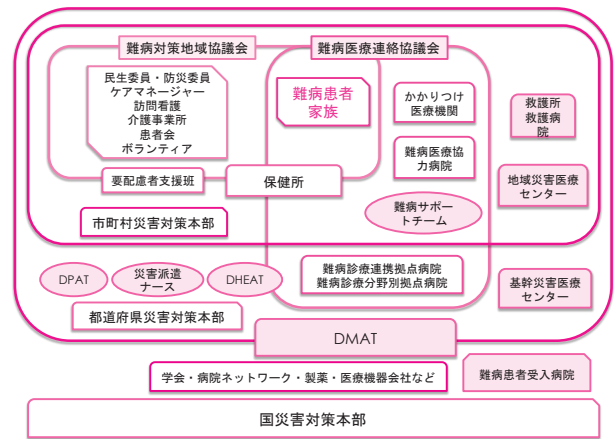 難病対策地域協議会
難病医療連絡協議会
民生委員・防災委員
ケアマネージャー
訪問看護
介護事業所
患者会
ボランティア
難病患者
家族
かかりつけ
医療機関
救護所
救護病
院
難病医療協
力病院
要配慮者支援班
保健所
地域災害医療
センター
難病サポー
トチーム
市町村災害対策本部
DPAT
災害派遣
ナース
DHEAT
難病診療連携拠点病院
難病診療分野別拠点病院
基幹災害医療
センター
都道府県災害対策本部
DMAT
学会・病院ネットワーク・製薬・医療機器会社など
難病患者受入病院
国災害対策本部